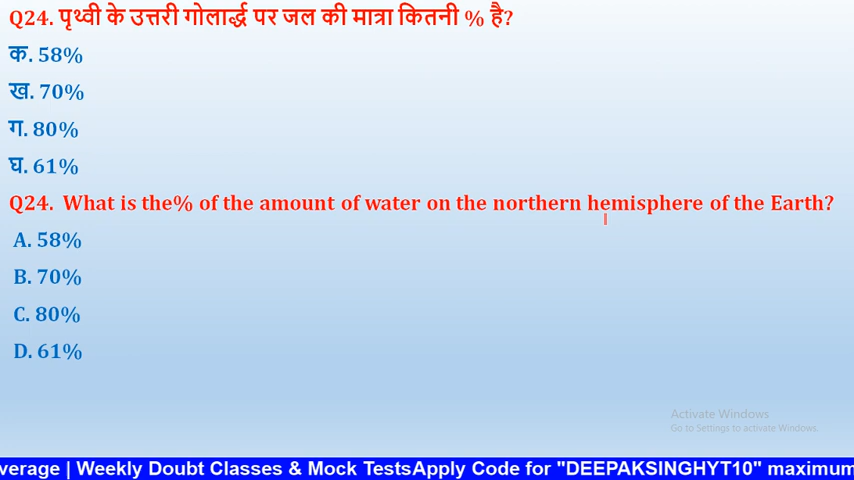 Q24. पृथ्वी के उत्तरी गोलार्द्ध पर जल की मात्रा कितनी % है?
क. 58%
ख. 70%
ग. 80%
घ. 61%
Q24.  What is the% of the amount of water on the northern hemisphere of the Earth?
A. 58%
B. 70%
C. 80%
D. 61%
Activate Windows
Go to Settings to activate Windows.
verage | Weekly Doubt Classes & Mock TestsApply Code for "DEEPAKSINGHYT10" maximum